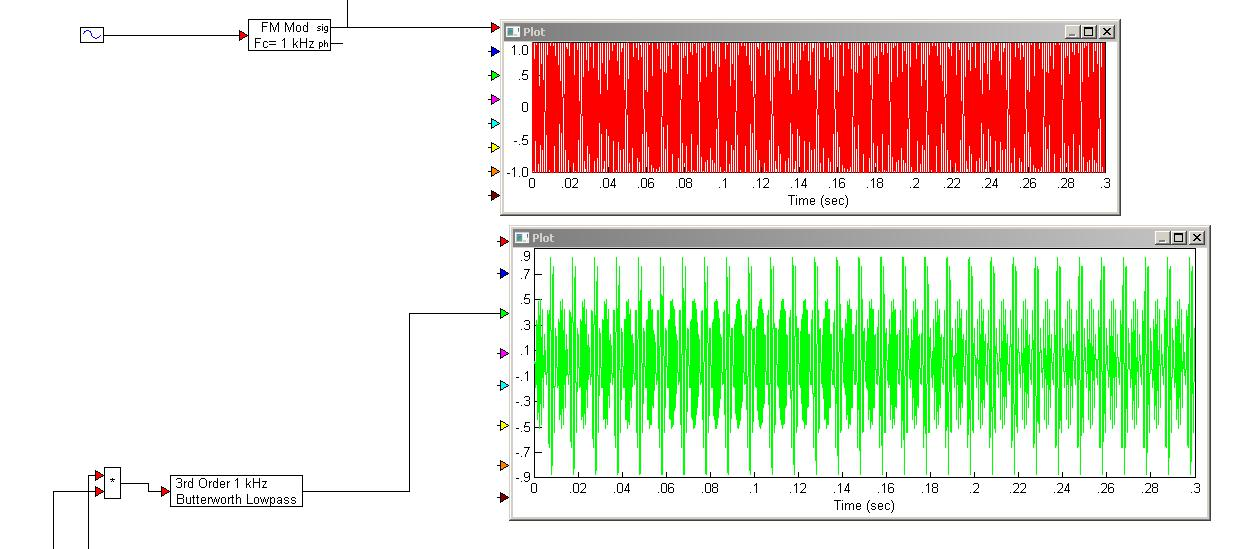 FM Mod sig
Fc= 1 kHz ph
Plot
1.0
.5
0
-.5
-1.0
0 .02 .04 .06 .08 .1 .12 .14 .16 .18 .2 .22 .24 .26 .28 .3
Time (sec)
Plot
.9
.7
.5
.3
.1
-.1
-.3
-.5
-.7
-.9
0 .02 .04 .06 .08 .1 .12 .14 .16 .18 .2 .22 .24 .26 .28 .3
Time (sec)
*
3rd Order 1 kHz
Butterworth Lowpass